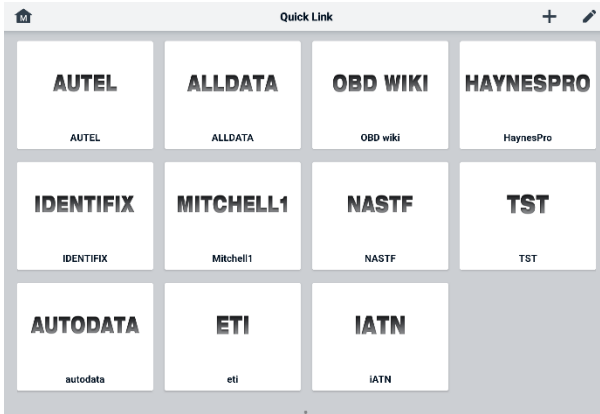 M
Quick Link
AUTEL
AUTEL
ALLDATA
ALLDATA
OBD WIKI
OBD wiki
HAYNESPRO
HaynesPro
IDENTIFIX
IDENTIFIX
MITCHELL1
Mitchell1
NASTF
NASTF
TST
TST
AUTODATA
autodata
ETI
eti
IATN
iATN